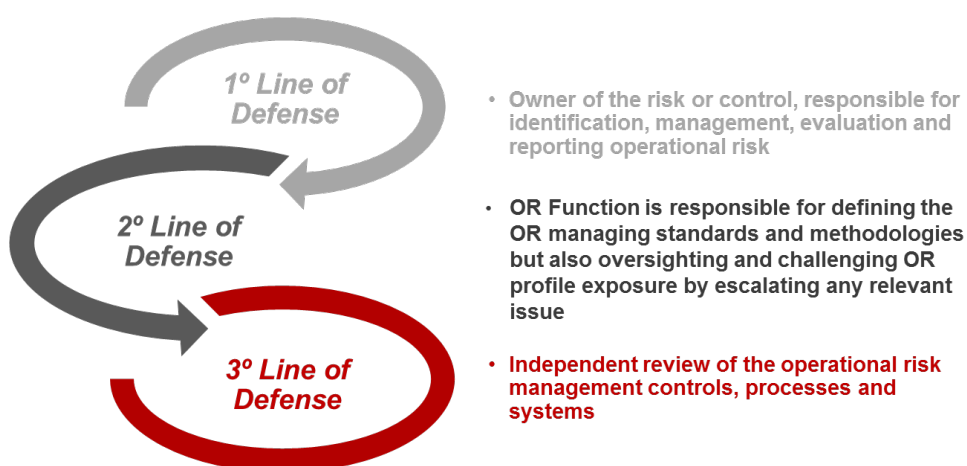 1º Line of
Defense
• Owner of the risk or control, responsible for
identification, management, evaluation and
reporting operational risk
2º Line of
Defense
• OR Function is responsible for defining the
OR managing standards and methodologies
but also oversighting and challenging OR
profile exposure by escalating any relevant
issue
3º Line of
Defense
• Independent review of the operational risk
management controls, processes and
systems